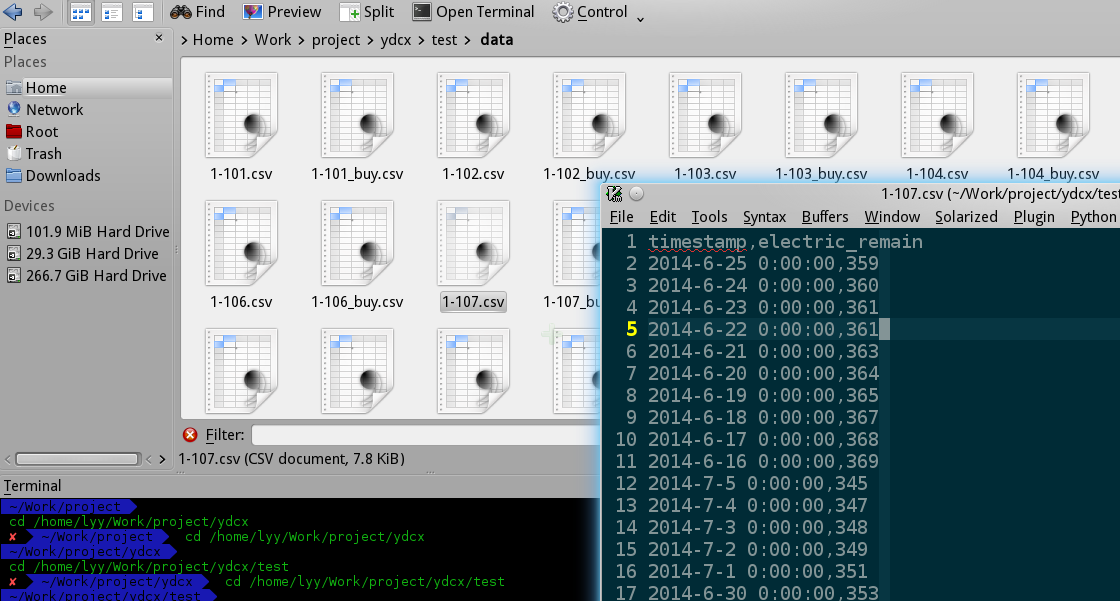 Find Preview Split Open Terminal Control
Places
> Home > Work > project > ydcx > test > data
Places
Home
Network
Root
Trash
Downloads
Devices
101.9 MiB Hard Drive
29.3 GiB Hard Drive
266.7 GiB Hard Drive
1-101.csv 1-101_buy.csv 1-102.csv 1-102_buy.csv 1-103.csv 1-103_buy.csv 1-104.csv 1-104_buy.csv
1-106.csv 1-106_buy.csv 1-107.csv 1-107_bu
Filter:
1-107.csv (CSV document, 7.8 KiB)
Terminal
~/Work/project
cd /home/lyy/Work/project/ydcx
✘ ~/Work/project cd /home/lyy/Work/project/ydcx
~/Work/project/ydcx
cd /home/lyy/Work/project/ydcx/test
✘ ~/Work/project/ydcx cd /home/lyy/Work/project/ydcx/test
~/Work/project/ydcx/test
1-107.csv (~/Work/project/ydcx/test
File Edit Tools Syntax Buffers Window Solarized Plugin Python
1 timestamp,electric_remain
2 2014-6-25 0:00:00,359
3 2014-6-24 0:00:00,360
4 2014-6-23 0:00:00,361
5 2014-6-22 0:00:00,361
6 2014-6-21 0:00:00,363
7 2014-6-20 0:00:00,364
8 2014-6-19 0:00:00,365
9 2014-6-18 0:00:00,367
10 2014-6-17 0:00:00,368
11 2014-6-16 0:00:00,369
12 2014-7-5 0:00:00,345
13 2014-7-4 0:00:00,347
14 2014-7-3 0:00:00,348
15 2014-7-2 0:00:00,349
16 2014-7-1 0:00:00,351
17 2014-6-30 0:00:00,353